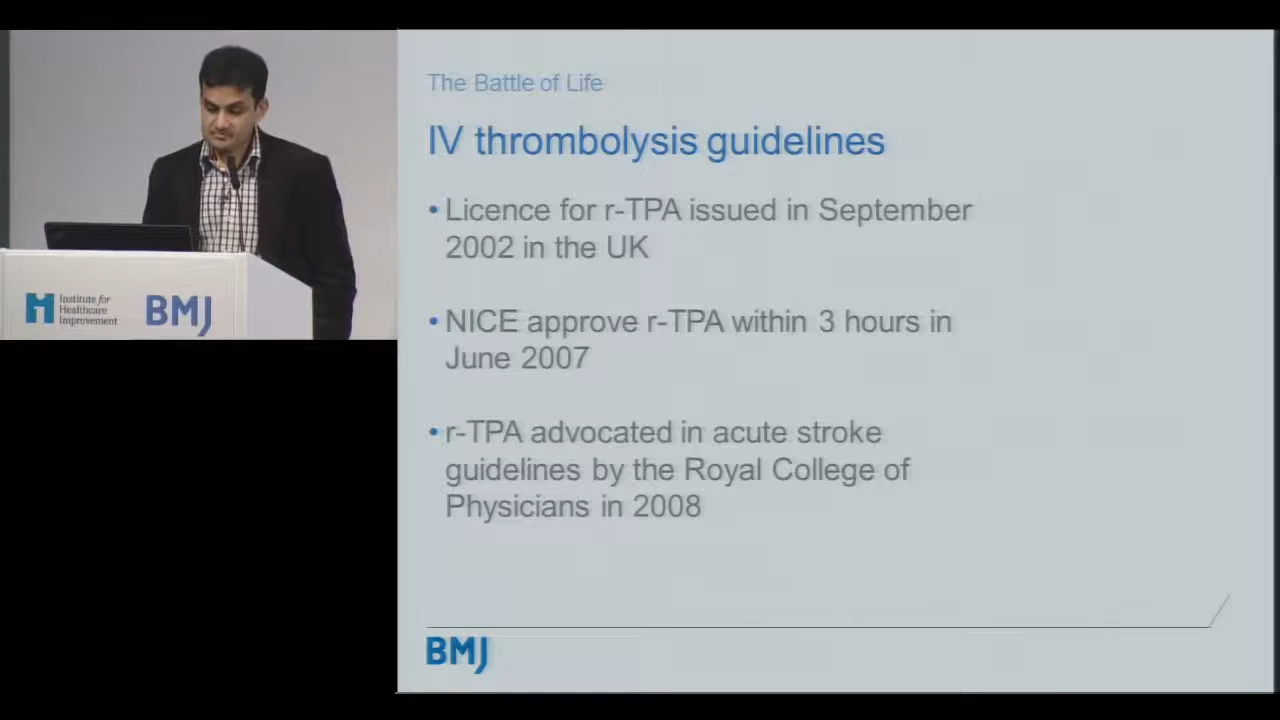 Institute for
Healthcare
Improvement
BMJ
The Battle of Life
IV thrombolysis guidelines
• Licence for r-TPA issued in September
2002 in the UK
• NICE approve r-TPA within 3 hours in
June 2007
• r-TPA advocated in acute stroke
guidelines by the Royal College of
Physicians in 2008
BMJ